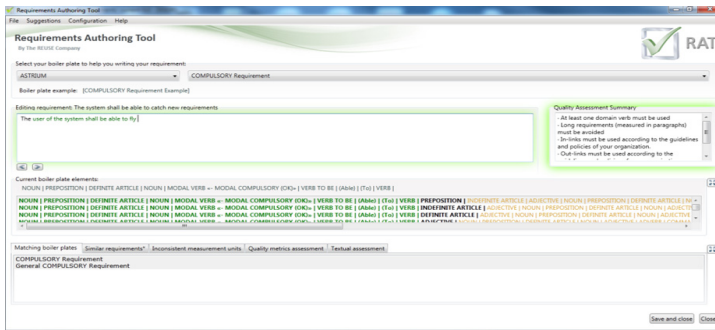 Requirements Authoring Tool
File Suggestions Configuration Help
Requirements Authoring Tool
By The REUSE Company
RAT
Select your boiler plate to help you writing your requirement:
ASTRIUM
COMPULSORY Requirement
Boiler plate example: [COMPULSORY Requirement Example]
Editing requirement: The system shall be able to catch new requirements
The user of the system shall be able to fly
Quality Assessment Summary
- At least one domain verb must be used
- Long requirements (measured in paragraphs)
must be avoided
- In-links must be used according to the guidelines
and policies of your organization.
- Out-links must be used according to the
Current boiler plate elements:
NOUN | PREPOSITION | DEFINITE ARTICLE | NOUN | MODAL VERB «- MODAL COMPULSORY (OK)» | VERB TO BE | (Able) | (To) | VERB |
NOUN | PREPOSITION | DEFINITE ARTICLE | NOUN | MODAL VERB «- MODAL COMPULSORY (OK)» | VERB TO BE | (Able) | (To) | VERB | PREPOSITION | INDEFINITE ARTICLE | ADJECTIVE | NOUN | PREPOSITION | DEFINITE ARTICLE |
NOUN | PREPOSITION | DEFINITE ARTICLE | NOUN | MODAL VERB «- MODAL COMPULSORY (OK)» | VERB TO BE | (Able) | (To) | VERB | INDEFINITE ARTICLE | ADJECTIVE | NOUN | PREPOSITION | DEFINITE ARTICLE | NOUN |
NOUN | PREPOSITION | DEFINITE ARTICLE | NOUN | MODAL VERB «- MODAL COMPULSORY (OK)» | VERB TO BE | (Able) | (To) | VERB | DEFINITE ARTICLE | ADJECTIVE | NOUN | PREPOSITION | DEFINITE ARTICLE | NOUN |
Matching boiler plates Similar requirements* Inconsistent measurement units Quality metrics assessment Textual assessment
COMPULSORY Requirement
General COMPULSORY Requirement
Save and close Close